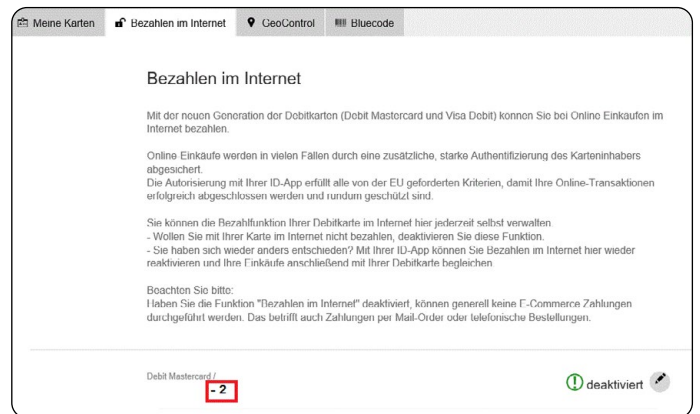 Meine Karten Bezahlen im Internet GeoControl Bluecode
Bezahlen im Internet
Mit der neuen Generation der Debitkarten (Debit Mastercard und Visa Debit) können Sie bei Online Einkäufen im
Internet bezahlen.
Online Einkäufe werden in vielen Fällen durch eine zusätzliche, starke Authentifizierung des Karteninhabers
abgesichert.
Die Autorisierung mit Ihrer ID-App erfüllt alle von der EU geforderten Kriterien, damit Ihre Online-Transaktionen
erfolgreich abgeschlossen werden und rundum geschützt sind.
Sie können die Bezahlfunktion Ihrer Debitkarte im Internet hier jederzeit selbst verwalten.
- Wollen Sie mit Ihrer Karte im Internet nicht bezahlen, deaktivieren Sie diese Funktion.
- Sie haben sich wieder anders entschieden? Mit Ihrer ID-App können Sie Bezahlen im Internet hier wieder
reaktivieren und Ihre Einkäufe anschließend mit Ihrer Debitkarte begleichen
Beachten Sie bitte:
Haben Sie die Funktion "Bezahlen im Internet" deaktiviert, können generell keine E-Commerce Zahlungen
durchgeführt werden. Das betrifft auch Zahlungen per Mail-Order oder telefonische Bestellungen.
Debit Mastercard /
- 2
deaktiviert